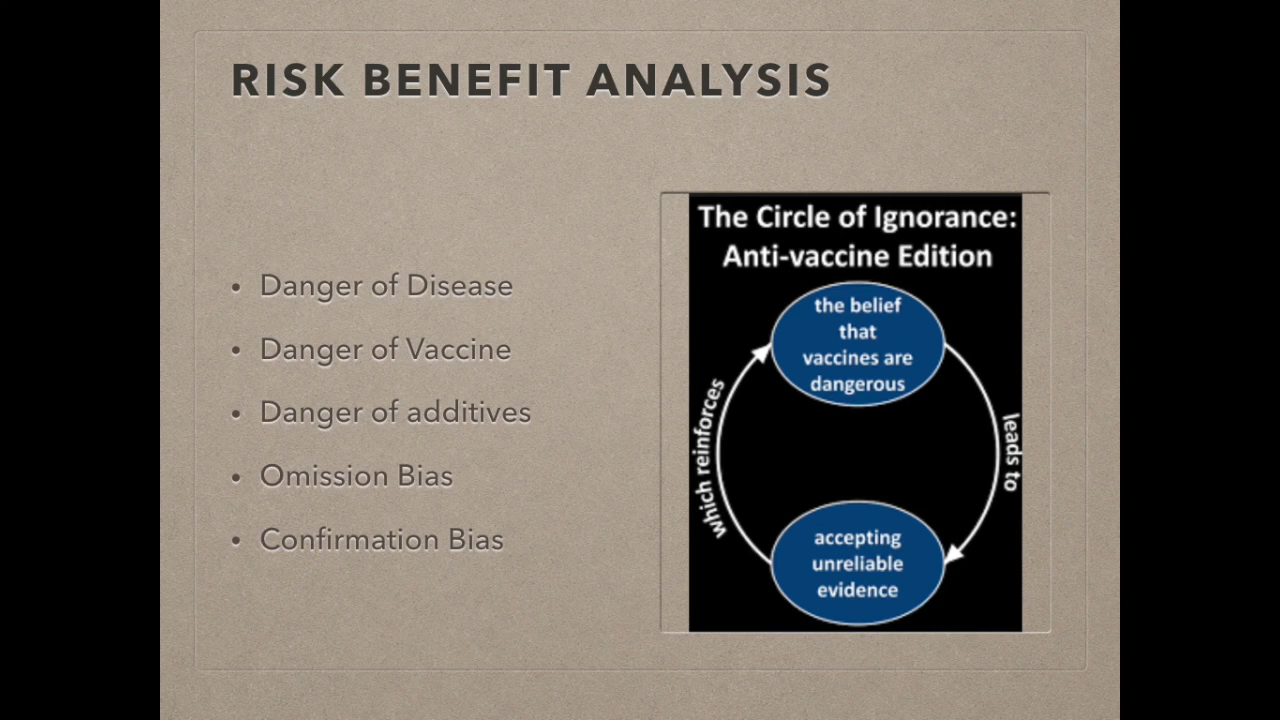 RISK BENEFIT ANALYSIS
• Danger of Disease
• Danger of Vaccine
• Danger of additives
• Omission Bias
• Confirmation Bias
The Circle of Ignorance:
Anti-vaccine Edition
the belief
that
vaccines are
dangerous
leads to
accepting
unreliable
evidence
which reinforces